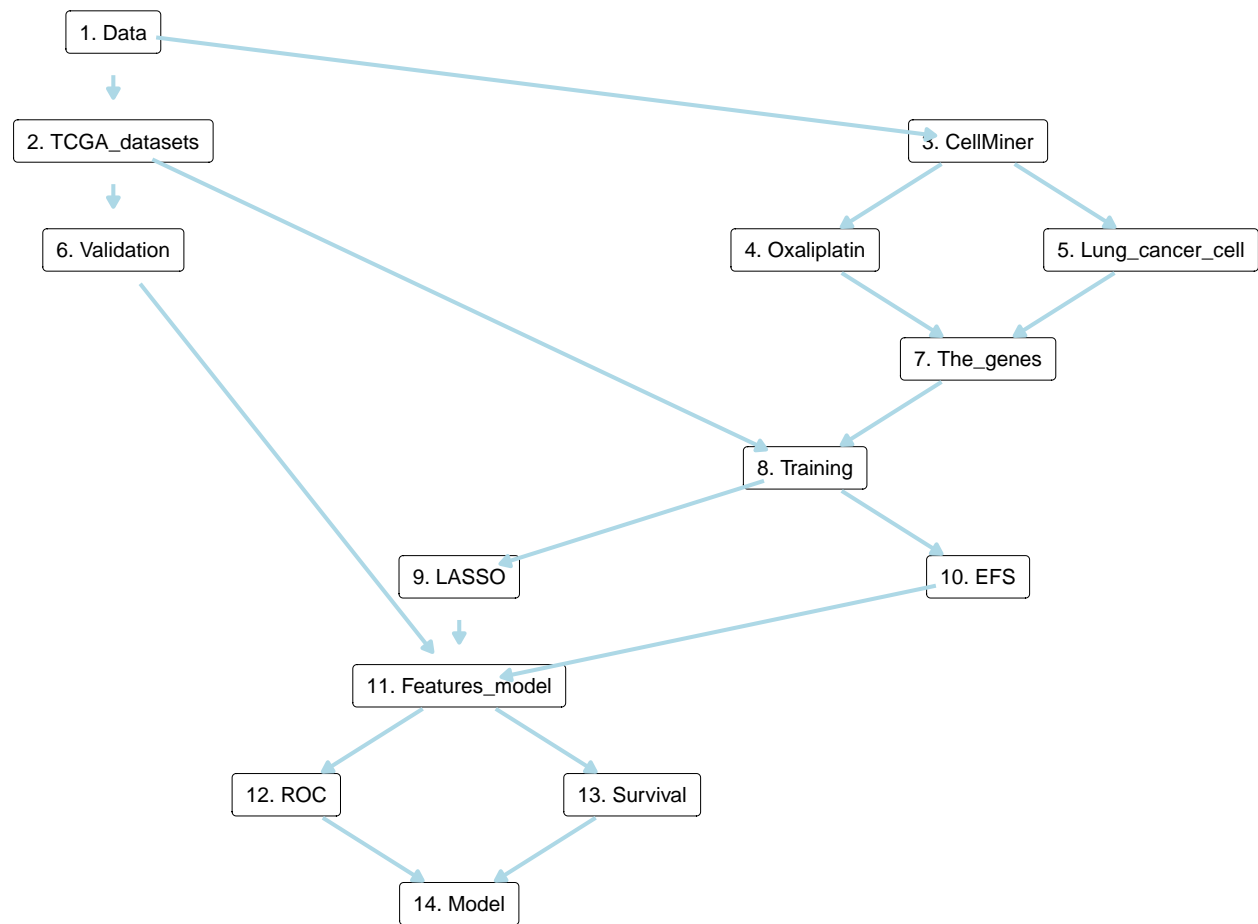 1. Data
2. TCGA_datasets
3. CellMiner
4. Oxaliplatin
5. Lung_cancer_cell
6. Validation
7. The_genes
8. Training
9. LASSO
10. EFS
11. Features_model
12. ROC
13. Survival
14. Model